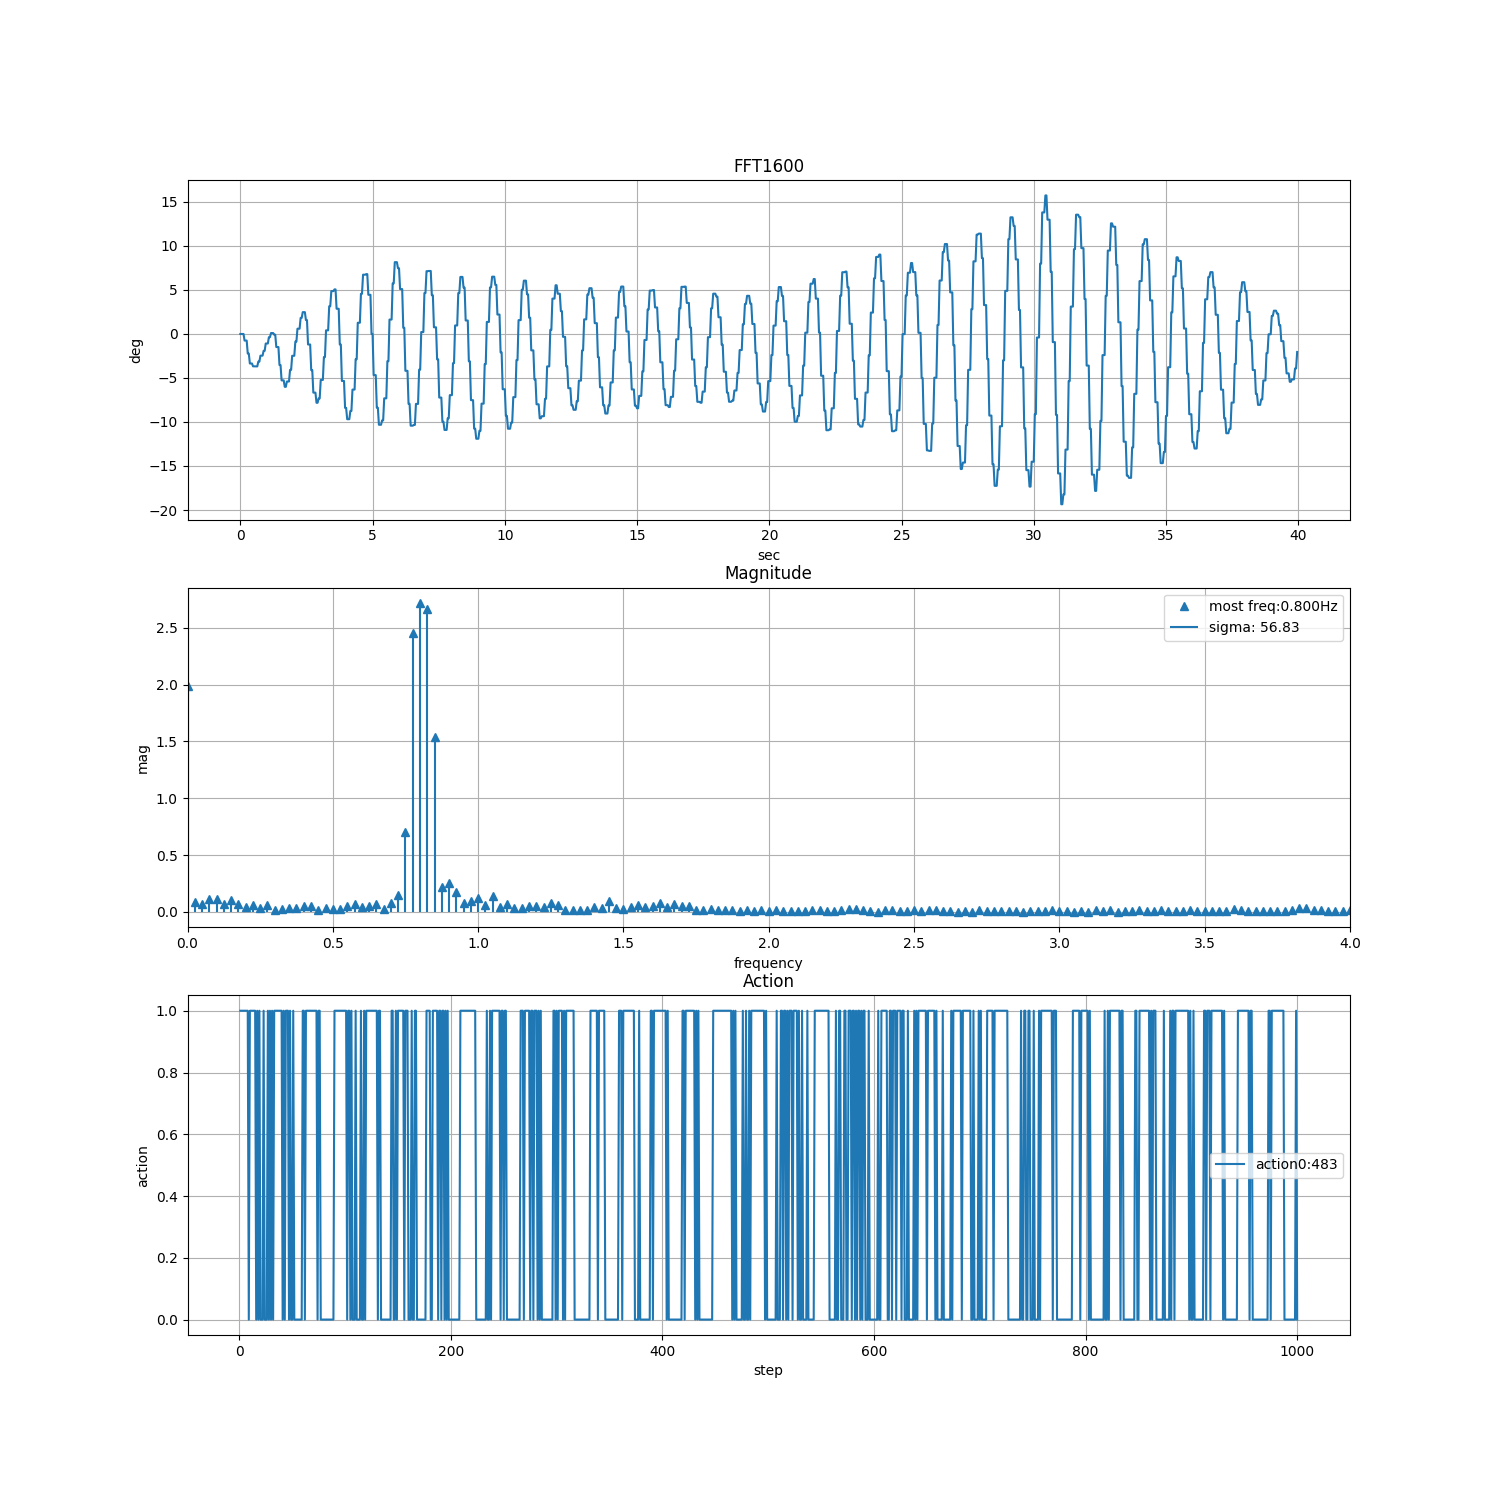 FFT1600
15
10
5
0
−5
−10
−15
−20
deg
0 5 10 15 20 25 30 35 40
sec
Magnitude
most freq:0.800Hz
sigma: 56.83
2.5
2.0
1.5
1.0
0.5
0.0
mag
0.0 0.5 1.0 1.5 2.0 2.5 3.0 3.5 4.0
frequency
Action
1.0
0.8
0.6
0.4
0.2
0.0
action
action0:483
0 200 400 600 800 1000
step